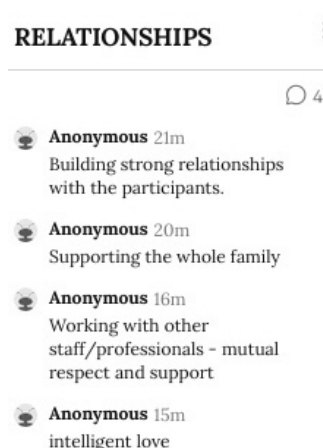 RELATIONSHIPS
4
Anonymous 21m
Building strong relationships
with the participants.
Anonymous 20m
Supporting the whole family
Anonymous 16m
Working with other
staff/professionals - mutual
respect and support
Anonymous 15m
intelligent love